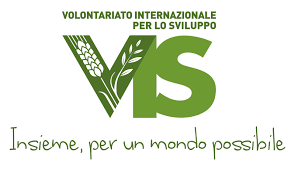 VOLONTARIATO INTERNAZIONALE
PER LO SVILUPPO
VIS
Insieme, per un mondo possibile